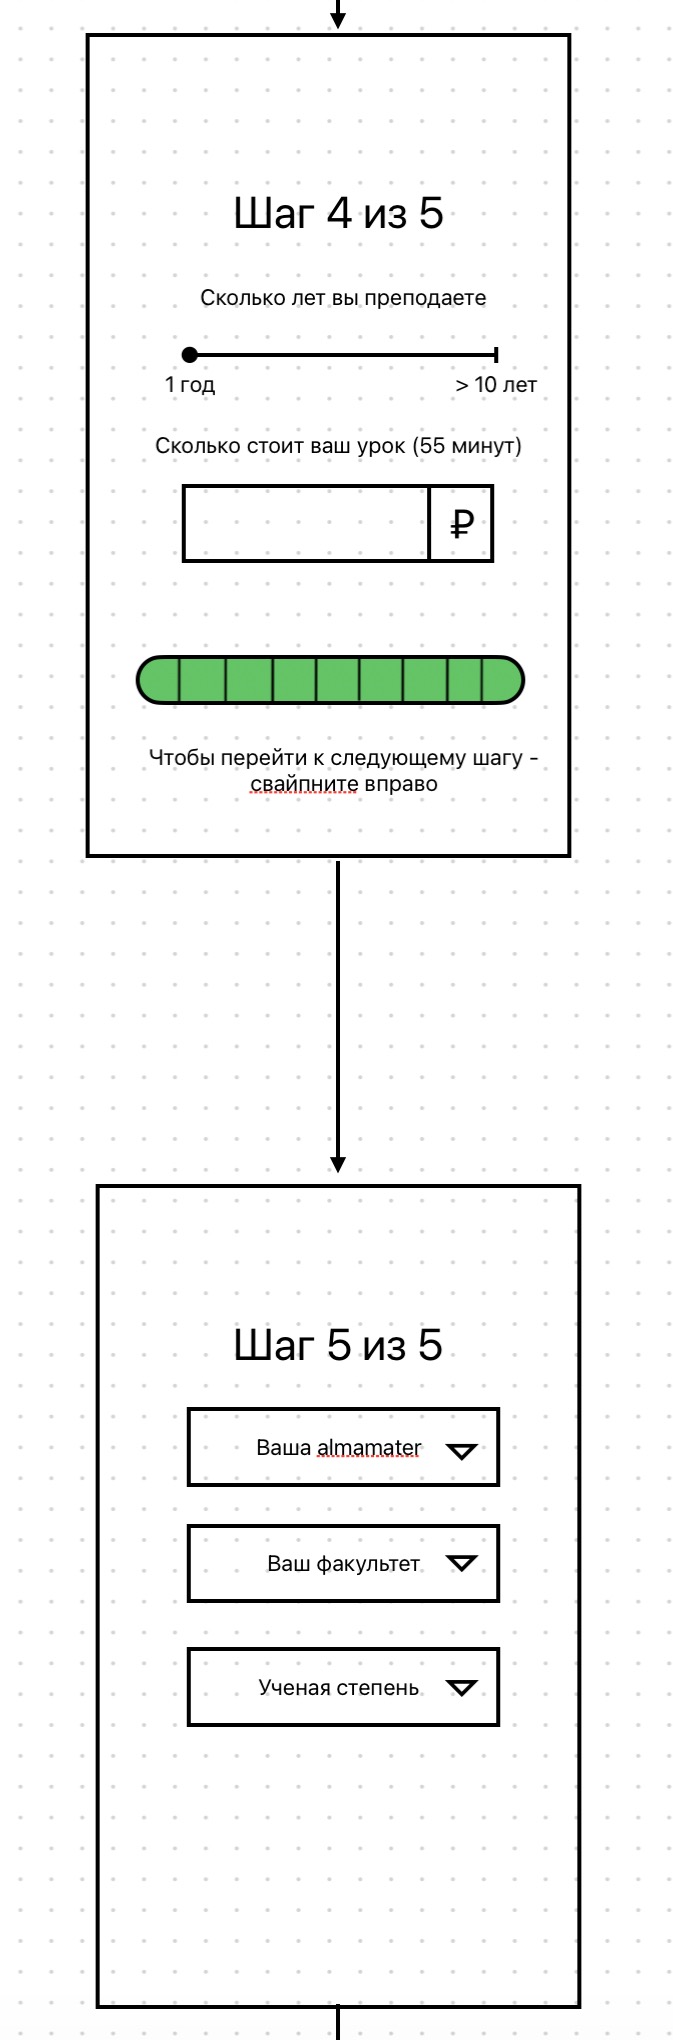 Шаг 4 из 5
Сколько лет вы преподаете
1 год
> 10 лет
Сколько стоит ваш урок (55 минут)
₽
Чтобы перейти к следующему шагу -
свайпните вправо
Шаг 5 из 5
Ваша almamater
Ваш факультет
Ученая степень